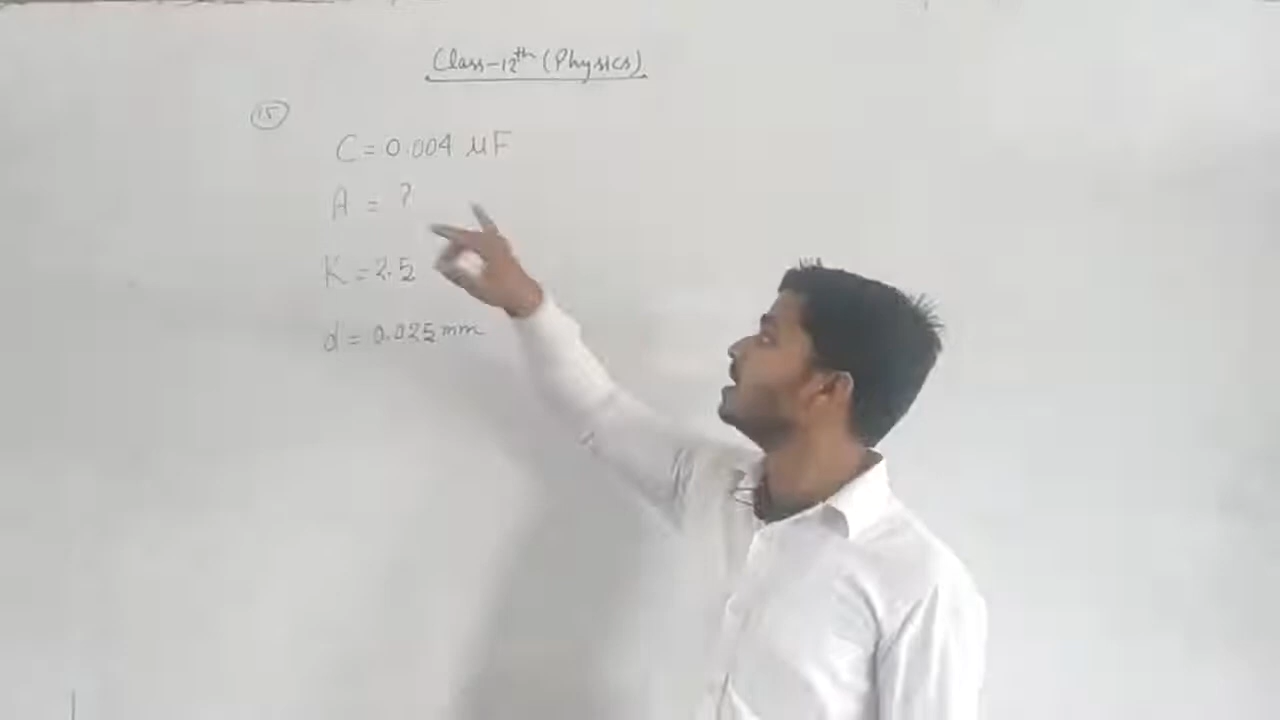 Class-12th (Physics)
15
C = 0.004 μF
A = ?
K = 2.5
d = 0.025 mm